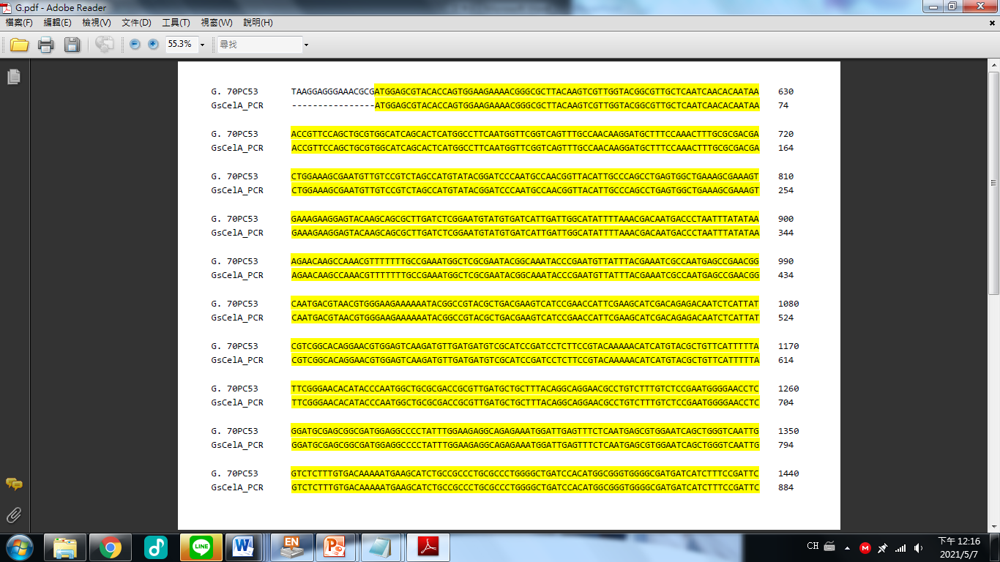 G.pdf - Adobe Reader
檔案(F) 編輯(E) 檢視(V) 文件(D) 工具(T) 視窗(W) 說明(H)
55.3% 尋找
G. 70PC53 TAAGGAGGGAAACGCGATGGAGCGTACACCAGTGGAAGAAAACGGGCGCTTACAAGTCGTTGGTACGGCGTTGCTCAATCAACACAATAA 630
GsCelA_PCR ----------------ATGGAGCGTACACCAGTGGAAGAAAACGGGCGCTTACAAGTCGTTGGTACGGCGTTGCTCAATCAACACAATAA 74
G. 70PC53 ACCGTTCCAGCTGCGTGGCATCAGCACTCATGGCCTTCAATGGTTCGGTCAGTTTGCCAACAAGGATGCTTTCCAAACTTTGCGCGACGA 720
GsCelA_PCR ACCGTTCCAGCTGCGTGGCATCAGCACTCATGGCCTTCAATGGTTCGGTCAGTTTGCCAACAAGGATGCTTTCCAAACTTTGCGCGACGA 164
G. 70PC53 CTGGAAAGCGAATGTTGTCCGTCTAGCCATGTATACGGATCCCAATGCCAACGGTTACATTGCCCAGCCTGAGTGGCTGAAAGCGAAAGT 810
GsCelA_PCR CTGGAAAGCGAATGTTGTCCGTCTAGCCATGTATACGGATCCCAATGCCAACGGTTACATTGCCCAGCCTGAGTGGCTGAAAGCGAAAGT 254
G. 70PC53 GAAAGAAGGAGTACAAGCAGCGCTTGATCTCGGAATGTATGTGATCATTGATTGGCATATTTTAAACGACAATGACCCTAATTTATATAA 900
GsCelA_PCR GAAAGAAGGAGTACAAGCAGCGCTTGATCTCGGAATGTATGTGATCATTGATTGGCATATTTTAAACGACAATGACCCTAATTTATATAA 344
G. 70PC53 AGAACAAGCCAAACGTTTTTTTGCCGAAATGGCTCGCGAATACGGCAAATACCCGAATGTTATTTACGAAATCGCCAATGAGCCGAACGG 990
GsCelA_PCR AGAACAAGCCAAACGTTTTTTTGCCGAAATGGCTCGCGAATACGGCAAATACCCGAATGTTATTTACGAAATCGCCAATGAGCCGAACGG 434
G. 70PC53 CAATGACGTAACGTGGGAAGAAAAAATACGGCCGTACGCTGACGAAGTCATCCGAACCATTCGAAGCATCGACAGAGACAATCTCATTAT 1080
GsCelA_PCR CAATGACGTAACGTGGGAAGAAAAAATACGGCCGTACGCTGACGAAGTCATCCGAACCATTCGAAGCATCGACAGAGACAATCTCATTAT 524
G. 70PC53 CGTCGGCACAGGAACGTGGAGTCAAGATGTTGATGATGTCGCATCCGATCCTCTTCCGTACAAAAACATCATGTACGCTGTTCATTTTTA 1170
GsCelA_PCR CGTCGGCACAGGAACGTGGAGTCAAGATGTTGATGATGTCGCATCCGATCCTCTTCCGTACAAAAACATCATGTACGCTGTTCATTTTTA 614
G. 70PC53 TTCGGGAACACATACCCAATGGCTGCGCGACCGCGTTGATGCTGCTTTACAGGCAGGAACGCCTGTCTTTGTCTCCGAATGGGGAACCTC 1260
GsCelA_PCR TTCGGGAACACATACCCAATGGCTGCGCGACCGCGTTGATGCTGCTTTACAGGCAGGAACGCCTGTCTTTGTCTCCGAATGGGGAACCTC 704
G. 70PC53 GGATGCGAGCGGCGATGGAGGCCCCTATTTGGAAGAGGCAGAGAAATGGATTGAGTTTCTCAATGAGCGTGGAATCAGCTGGGTCAATTG 1350
GsCelA_PCR GGATGCGAGCGGCGATGGAGGCCCCTATTTGGAAGAGGCAGAGAAATGGATTGAGTTTCTCAATGAGCGTGGAATCAGCTGGGTCAATTG 794
G. 70PC53 GTCTCTTTGTGACAAAAATGAAGCATCTGCCGCCCTGCGCCCTGGGGCTGATCCACATGGCGGGTGGGGCGATGATCATCTTTCCGATTC 1440
GsCelA_PCR GTCTCTTTGTGACAAAAATGAAGCATCTGCCGCCCTGCGCCCTGGGGCTGATCCACATGGCGGGTGGGGCGATGATCATCTTTCCGATTC 884
LINE W EN P CH M 下午 12:16
2021/5/7